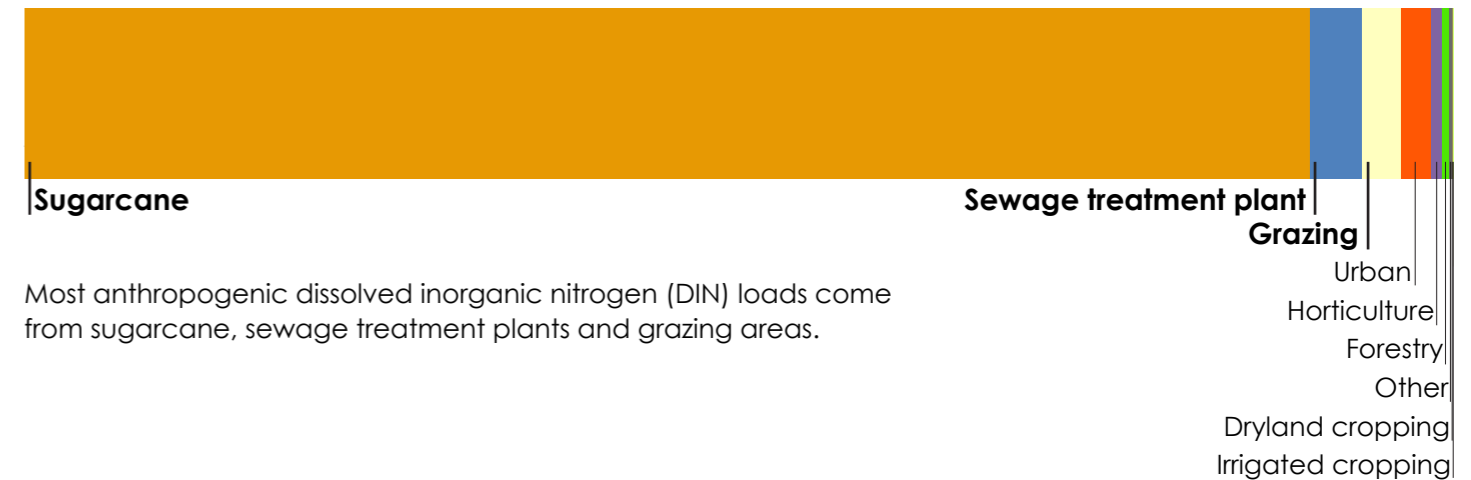 Sugarcane
Sewage treatment plant
Grazing
Urban
Most anthropogenic dissolved inorganic nitrogen (DIN) loads come
from sugarcane, sewage treatment plants and grazing areas.
Horticulture
Forestry
Other
Dryland cropping
Irrigated cropping